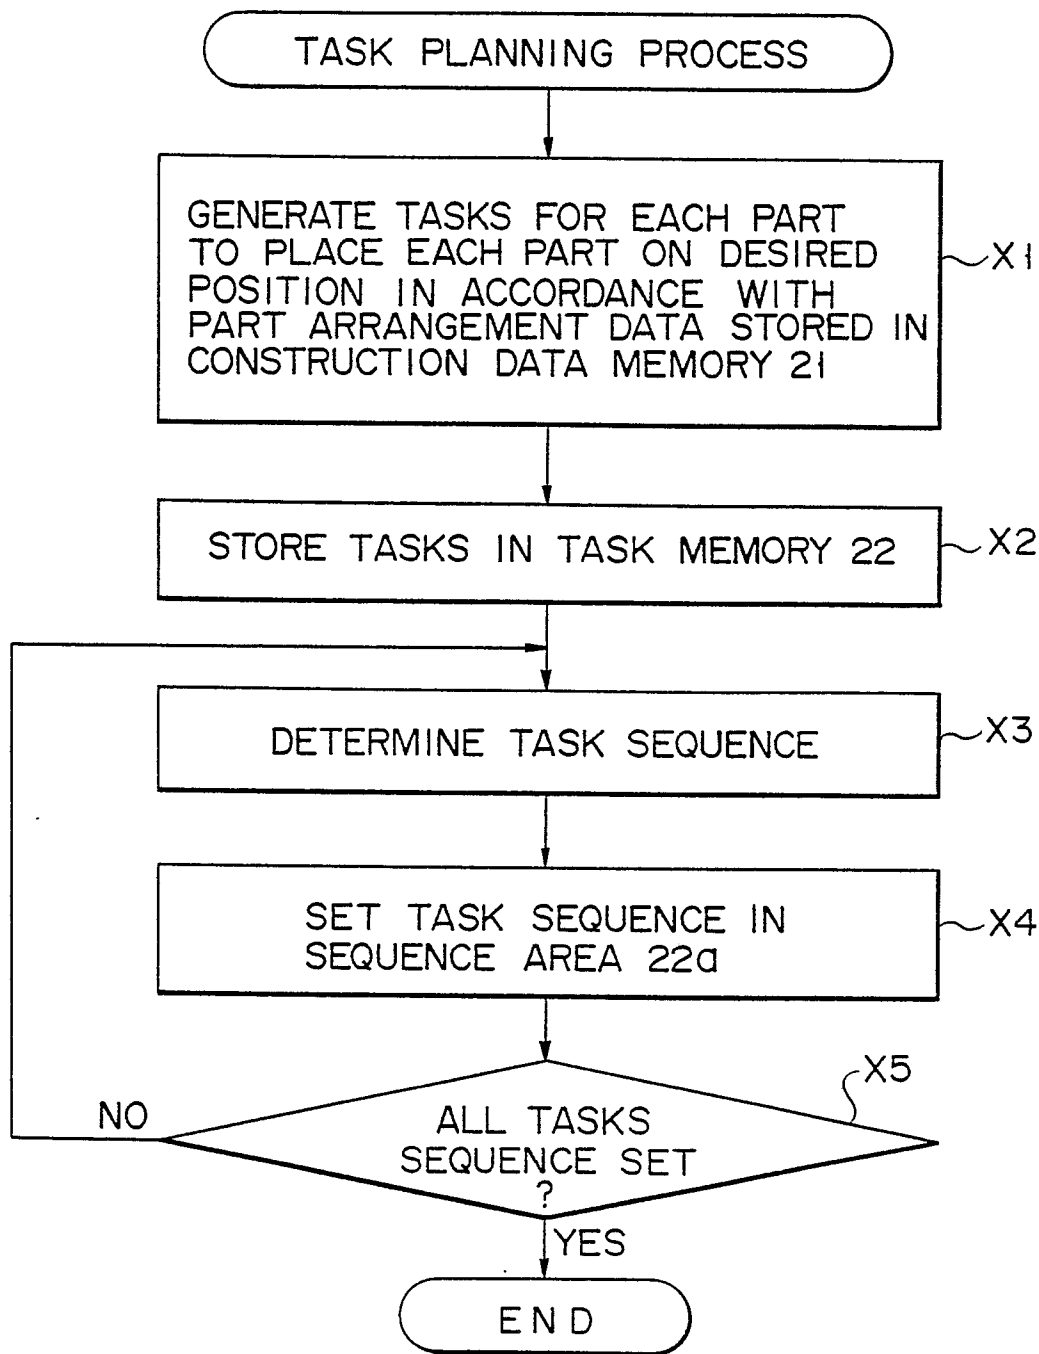 TASK PLANNING PROCESS
GENERATE TASKS FOR EACH PART
TO PLACE EACH PART ON DESIRED
POSITION IN ACCORDANCE WITH
PART ARRANGEMENT DATA STORED IN
CONSTRUCTION DATA MEMORY 21
X1
STORE TASKS IN TASK MEMORY 22
X2
DETERMINE TASK SEQUENCE
X3
SET TASK SEQUENCE IN
SEQUENCE AREA 22a
X4
X5
NO
ALL TASKS
SEQUENCE SET
?
YES
END